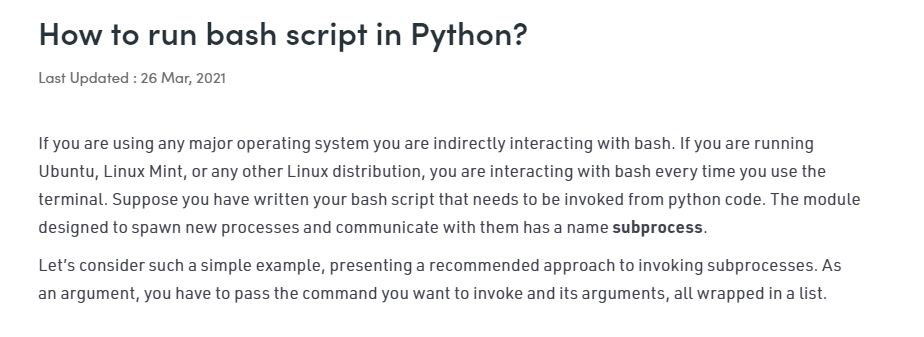 How to run bash script in Python?
Last Updated : 26 Mar, 2021
If you are using any major operating system you are indirectly interacting with bash. If you are running
Ubuntu, Linux Mint, or any other Linux distribution, you are interacting with bash every time you use the
terminal. Suppose you have written your bash script that needs to be invoked from python code. The module
designed to spawn new processes and communicate with them has a name subprocess.
Let’s consider such a simple example, presenting a recommended approach to invoking subprocesses. As
an argument, you have to pass the command you want to invoke and its arguments, all wrapped in a list.